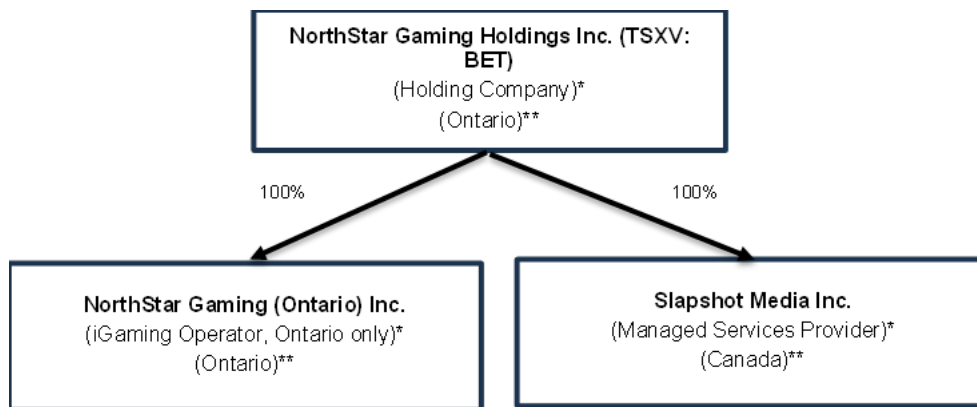 NorthStar Gaming Holdings Inc. (TSXV:
BET)
(Holding Company)*
(Ontario)**
100%
100%
NorthStar Gaming (Ontario) Inc.
(iGaming Operator, Ontario only)*
(Ontario)**
Slapshot Media Inc.
(Managed Services Provider)*
(Canada)**